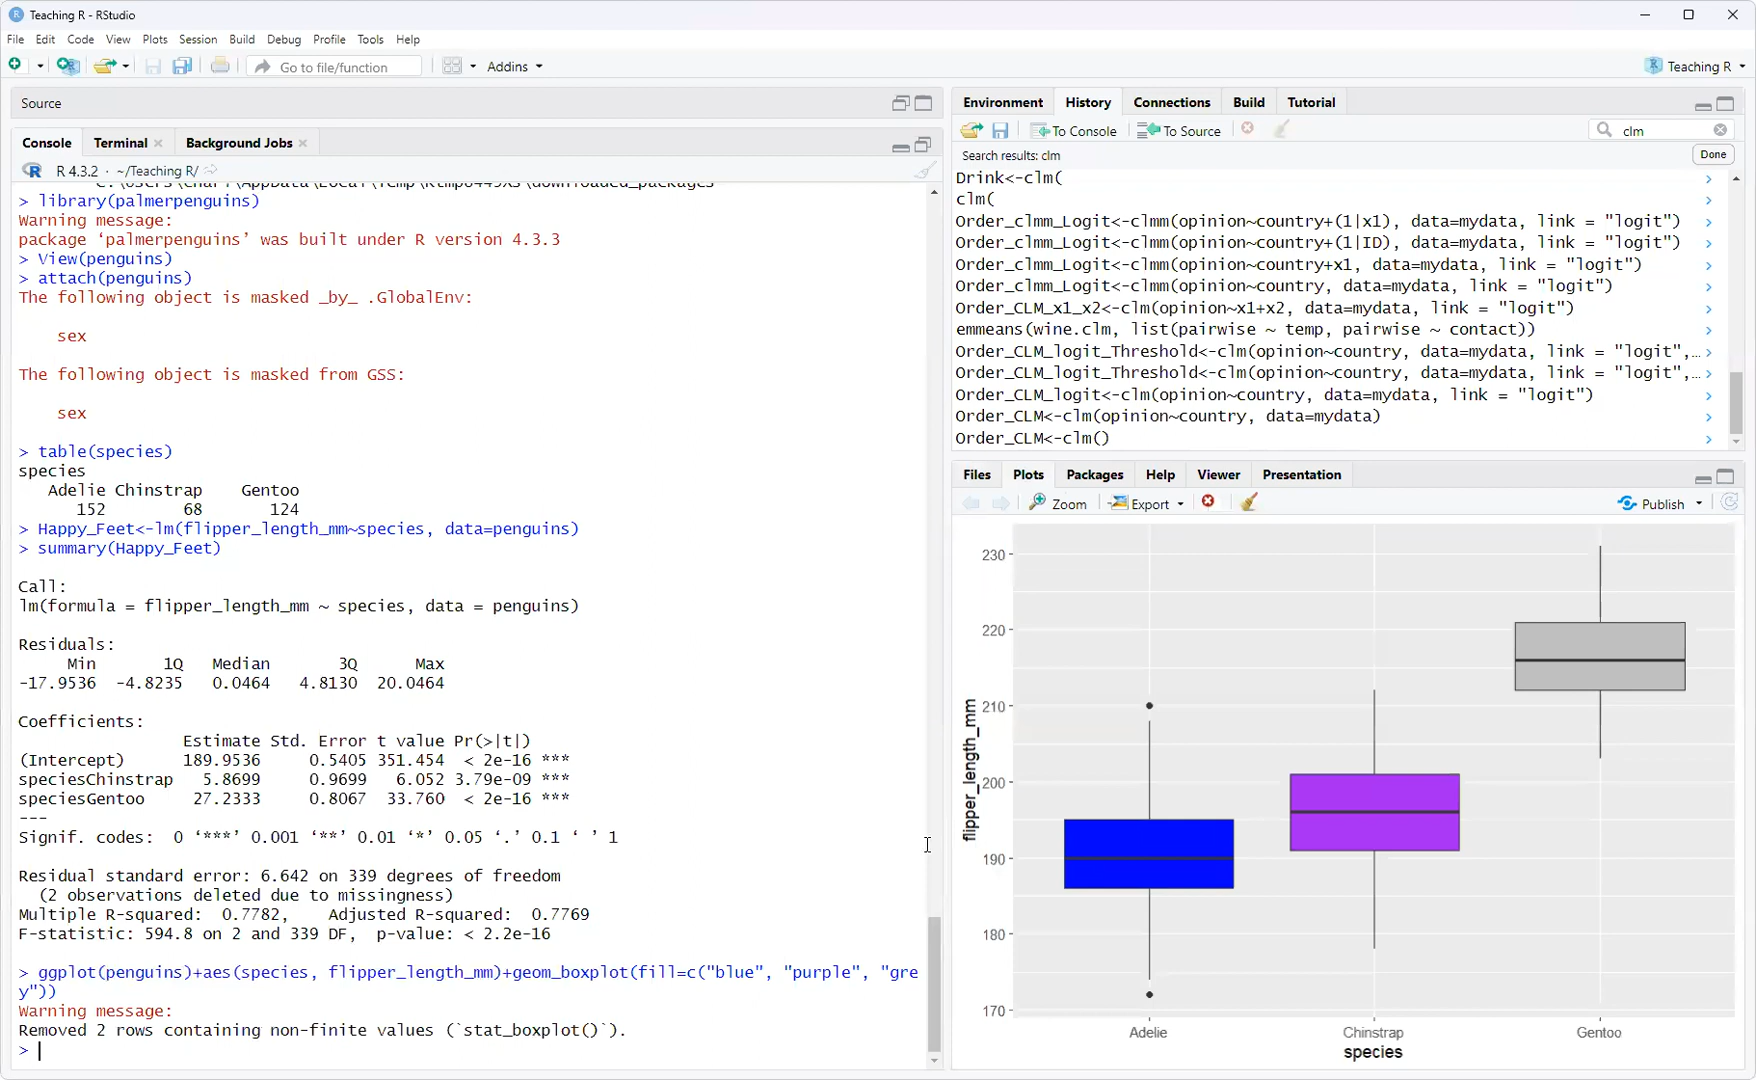 Teaching R - RStudio
File Edit Code View Plots Session Build Debug Profile Tools Help
Go to file/function Addins Teaching R
Source
Console Terminal Background Jobs
R 4.3.2 · ~/Teaching R/
> library(palmerpenguins)
Warning message:
package ‘palmerpenguins’ was built under R version 4.3.3
> View(penguins)
> attach(penguins)
The following object is masked _by_ .GlobalEnv:
sex
The following object is masked from GSS:
sex
> table(species)
species
Adelie Chinstrap Gentoo
152 68 124
> Happy_Feet<-lm(flipper_length_mm~species, data=penguins)
> summary(Happy_Feet)
Call:
lm(formula = flipper_length_mm ~ species, data = penguins)
Residuals:
Min 1Q Median 3Q Max
-17.9536 -4.8235 0.0464 4.8130 20.0464
Coefficients:
Estimate Std. Error t value Pr(>|t|)
(Intercept) 189.9536 0.5405 351.454 < 2e-16 ***
speciesChinstrap 5.8699 0.9699 6.052 3.79e-09 ***
speciesGentoo 27.2333 0.8067 33.760 < 2e-16 ***
---
Signif. codes: 0 ‘***’ 0.001 ‘**’ 0.01 ‘*’ 0.05 ‘.’ 0.1 ‘ ’ 1
Residual standard error: 6.642 on 339 degrees of freedom
(2 observations deleted due to missingness)
Multiple R-squared: 0.7782, Adjusted R-squared: 0.7769
F-statistic: 594.8 on 2 and 339 DF, p-value: < 2.2e-16
> ggplot(penguins)+aes(species, flipper_length_mm)+geom_boxplot(fill=c("blue", "purple", "gre
y"))
Warning message:
Removed 2 rows containing non-finite values (`stat_boxplot()`).
>
Environment History Connections Build Tutorial
To Console To Source clm
Search results: clm Done
Drink<-clm(
clm(
Order_clmm_Logit<-clmm(opinion~country+(1|x1), data=mydata, link = "logit")
Order_clmm_Logit<-clmm(opinion~country+(1|ID), data=mydata, link = "logit")
Order_clmm_Logit<-clmm(opinion~country+x1, data=mydata, link = "logit")
Order_clmm_Logit<-clmm(opinion~country, data=mydata, link = "logit")
Order_CLM_x1_x2<-clm(opinion~x1+x2, data=mydata, link = "logit")
emmeans(wine.clm, list(pairwise ~ temp, pairwise ~ contact))
Order_CLM_logit_Threshold<-clm(opinion~country, data=mydata, link = "logit",...
Order_CLM_logit_Threshold<-clm(opinion~country, data=mydata, link = "logit",...
Order_CLM_logit<-clm(opinion~country, data=mydata, link = "logit")
Order_CLM<-clm(opinion~country, data=mydata)
Order_CLM<-clm()
Files Plots Packages Help Viewer Presentation
Zoom Export Publish
230
220
210
200
190
180
170
flipper_length_mm
Adelie Chinstrap Gentoo
species